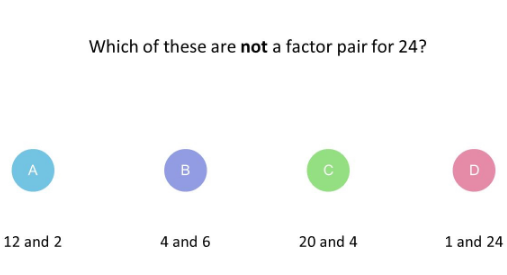 Which of these are not a factor pair for 24?
A
B
C
D
12 and 2
4 and 6
20 and 4
1 and 24